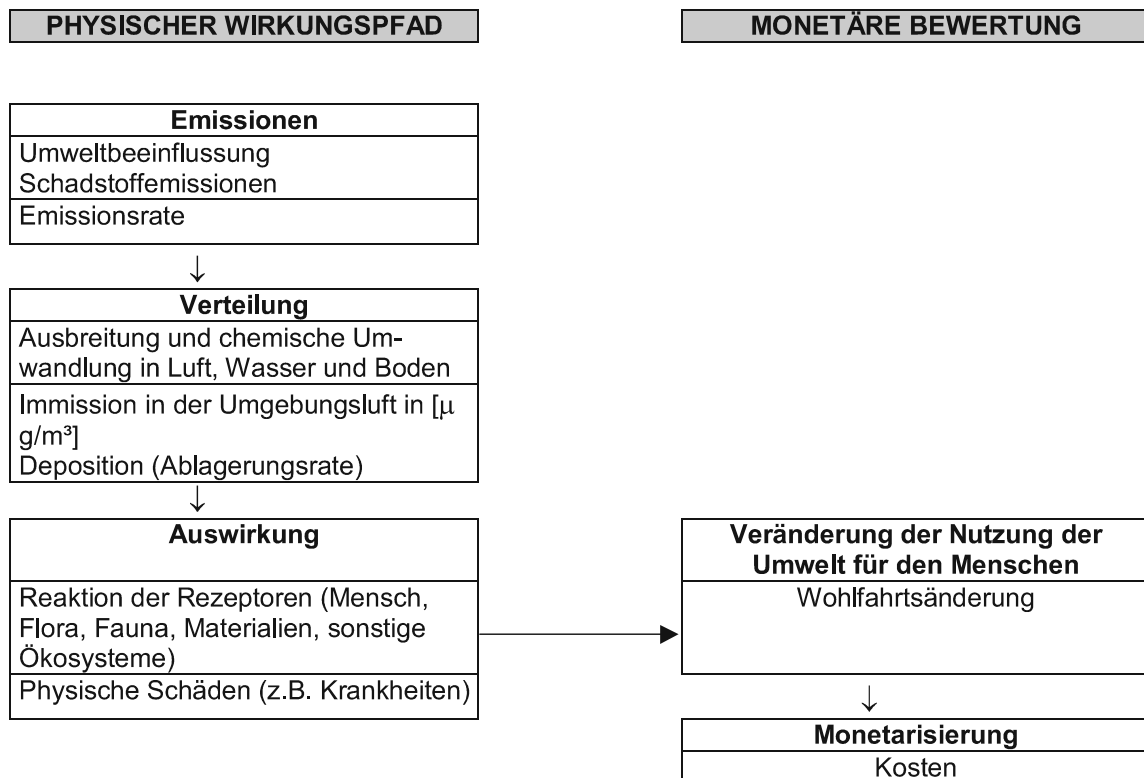 PHYSISCHER WIRKUNGSPFAD
MONETÄRE BEWERTUNG
Emissionen
Umweltbeeinflussung
Schadstoffemissionen
Emissionsrate
↓
Verteilung
Ausbreitung und chemische Um-
wandlung in Luft, Wasser und Boden
Immission in der Umgebungsluft in [μ
g/m³]
Deposition (Ablagerungsrate)
↓
Auswirkung
Reaktion der Rezeptoren (Mensch,
Flora, Fauna, Materialien, sonstige
Ökosysteme)
Physische Schäden (z.B. Krankheiten)
Veränderung der Nutzung der
Umwelt für den Menschen
Wohlfahrtsänderung
↓
Monetarisierung
Kosten